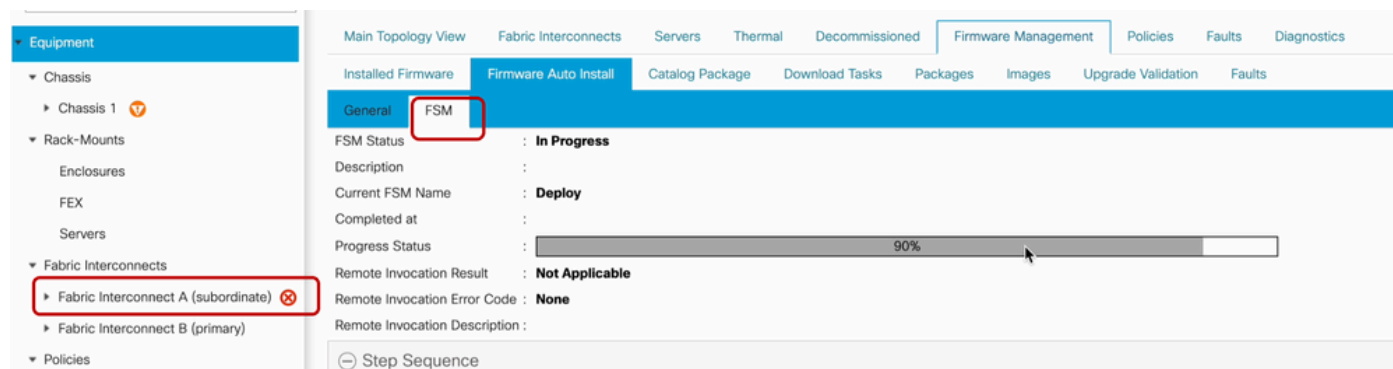 Equipment
Chassis
Chassis 1
Rack-Mounts
Enclosures
FEX
Servers
Fabric Interconnects
Fabric Interconnect A (subordinate)
Fabric Interconnect B (primary)
Policies
Main Topology View Fabric Interconnects Servers Thermal Decommissioned Firmware Management Policies Faults Diagnostics
Installed Firmware Firmware Auto Install Catalog Package Download Tasks Packages Images Upgrade Validation Faults
General FSM
FSM Status : In Progress
Description :
Current FSM Name : Deploy
Completed at :
Progress Status : 90%
Remote Invocation Result : Not Applicable
Remote Invocation Error Code : None
Remote Invocation Description :
Step Sequence